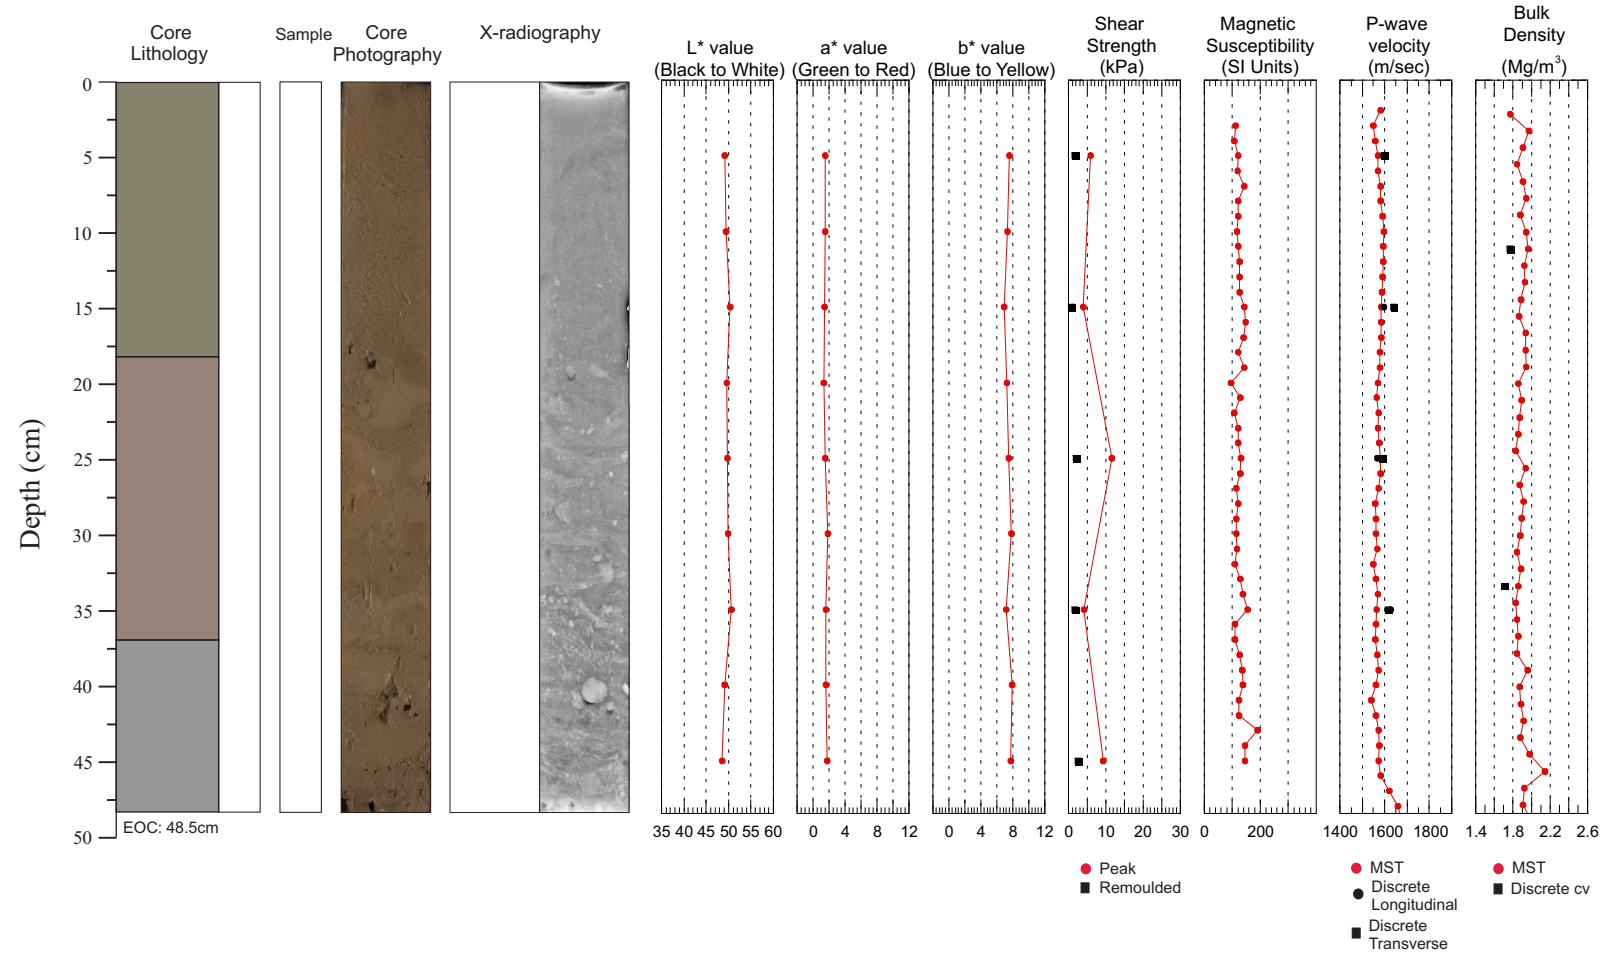 Core
Lithology
Sample
Core
Photography
X-radiography
L* value
(Black to White)
a* value
(Green to Red)
b* value
(Blue to Yellow)
Shear
Strength
(kPa)
Magnetic
Susceptibility
(SI Units)
P-wave
velocity
(m/sec)
Bulk
Density
(Mg/m³)
Depth (cm)
0
5
10
15
20
25
30
35
40
45
50
EOC: 48.5cm
35 40 45 50 55 60
0 4 8 12
0 4 8 12
0 10 20 30
0 200
1400 1600 1800
1.4 1.8 2.2 2.6
Peak
Remoulded
MST
Discrete
Longitudinal
Discrete
Transverse
MST
Discrete cv